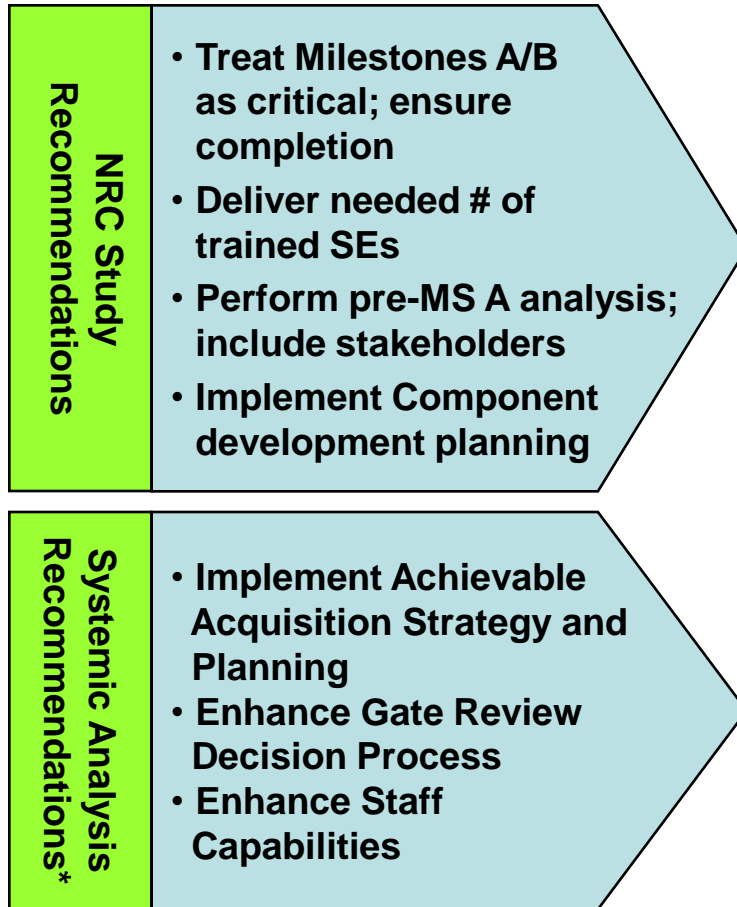 NRC Study
Recommendations
• Treat Milestones A/B
as critical; ensure
completion
• Deliver needed # of
trained SEs
• Perform pre-MS A analysis;
include stakeholders
• Implement Component
development planning
Systemic Analysis
Recommendations*
• Implement Achievable
Acquisition Strategy and
Planning
• Enhance Gate Review
Decision Process
• Enhance Staff
Capabilities